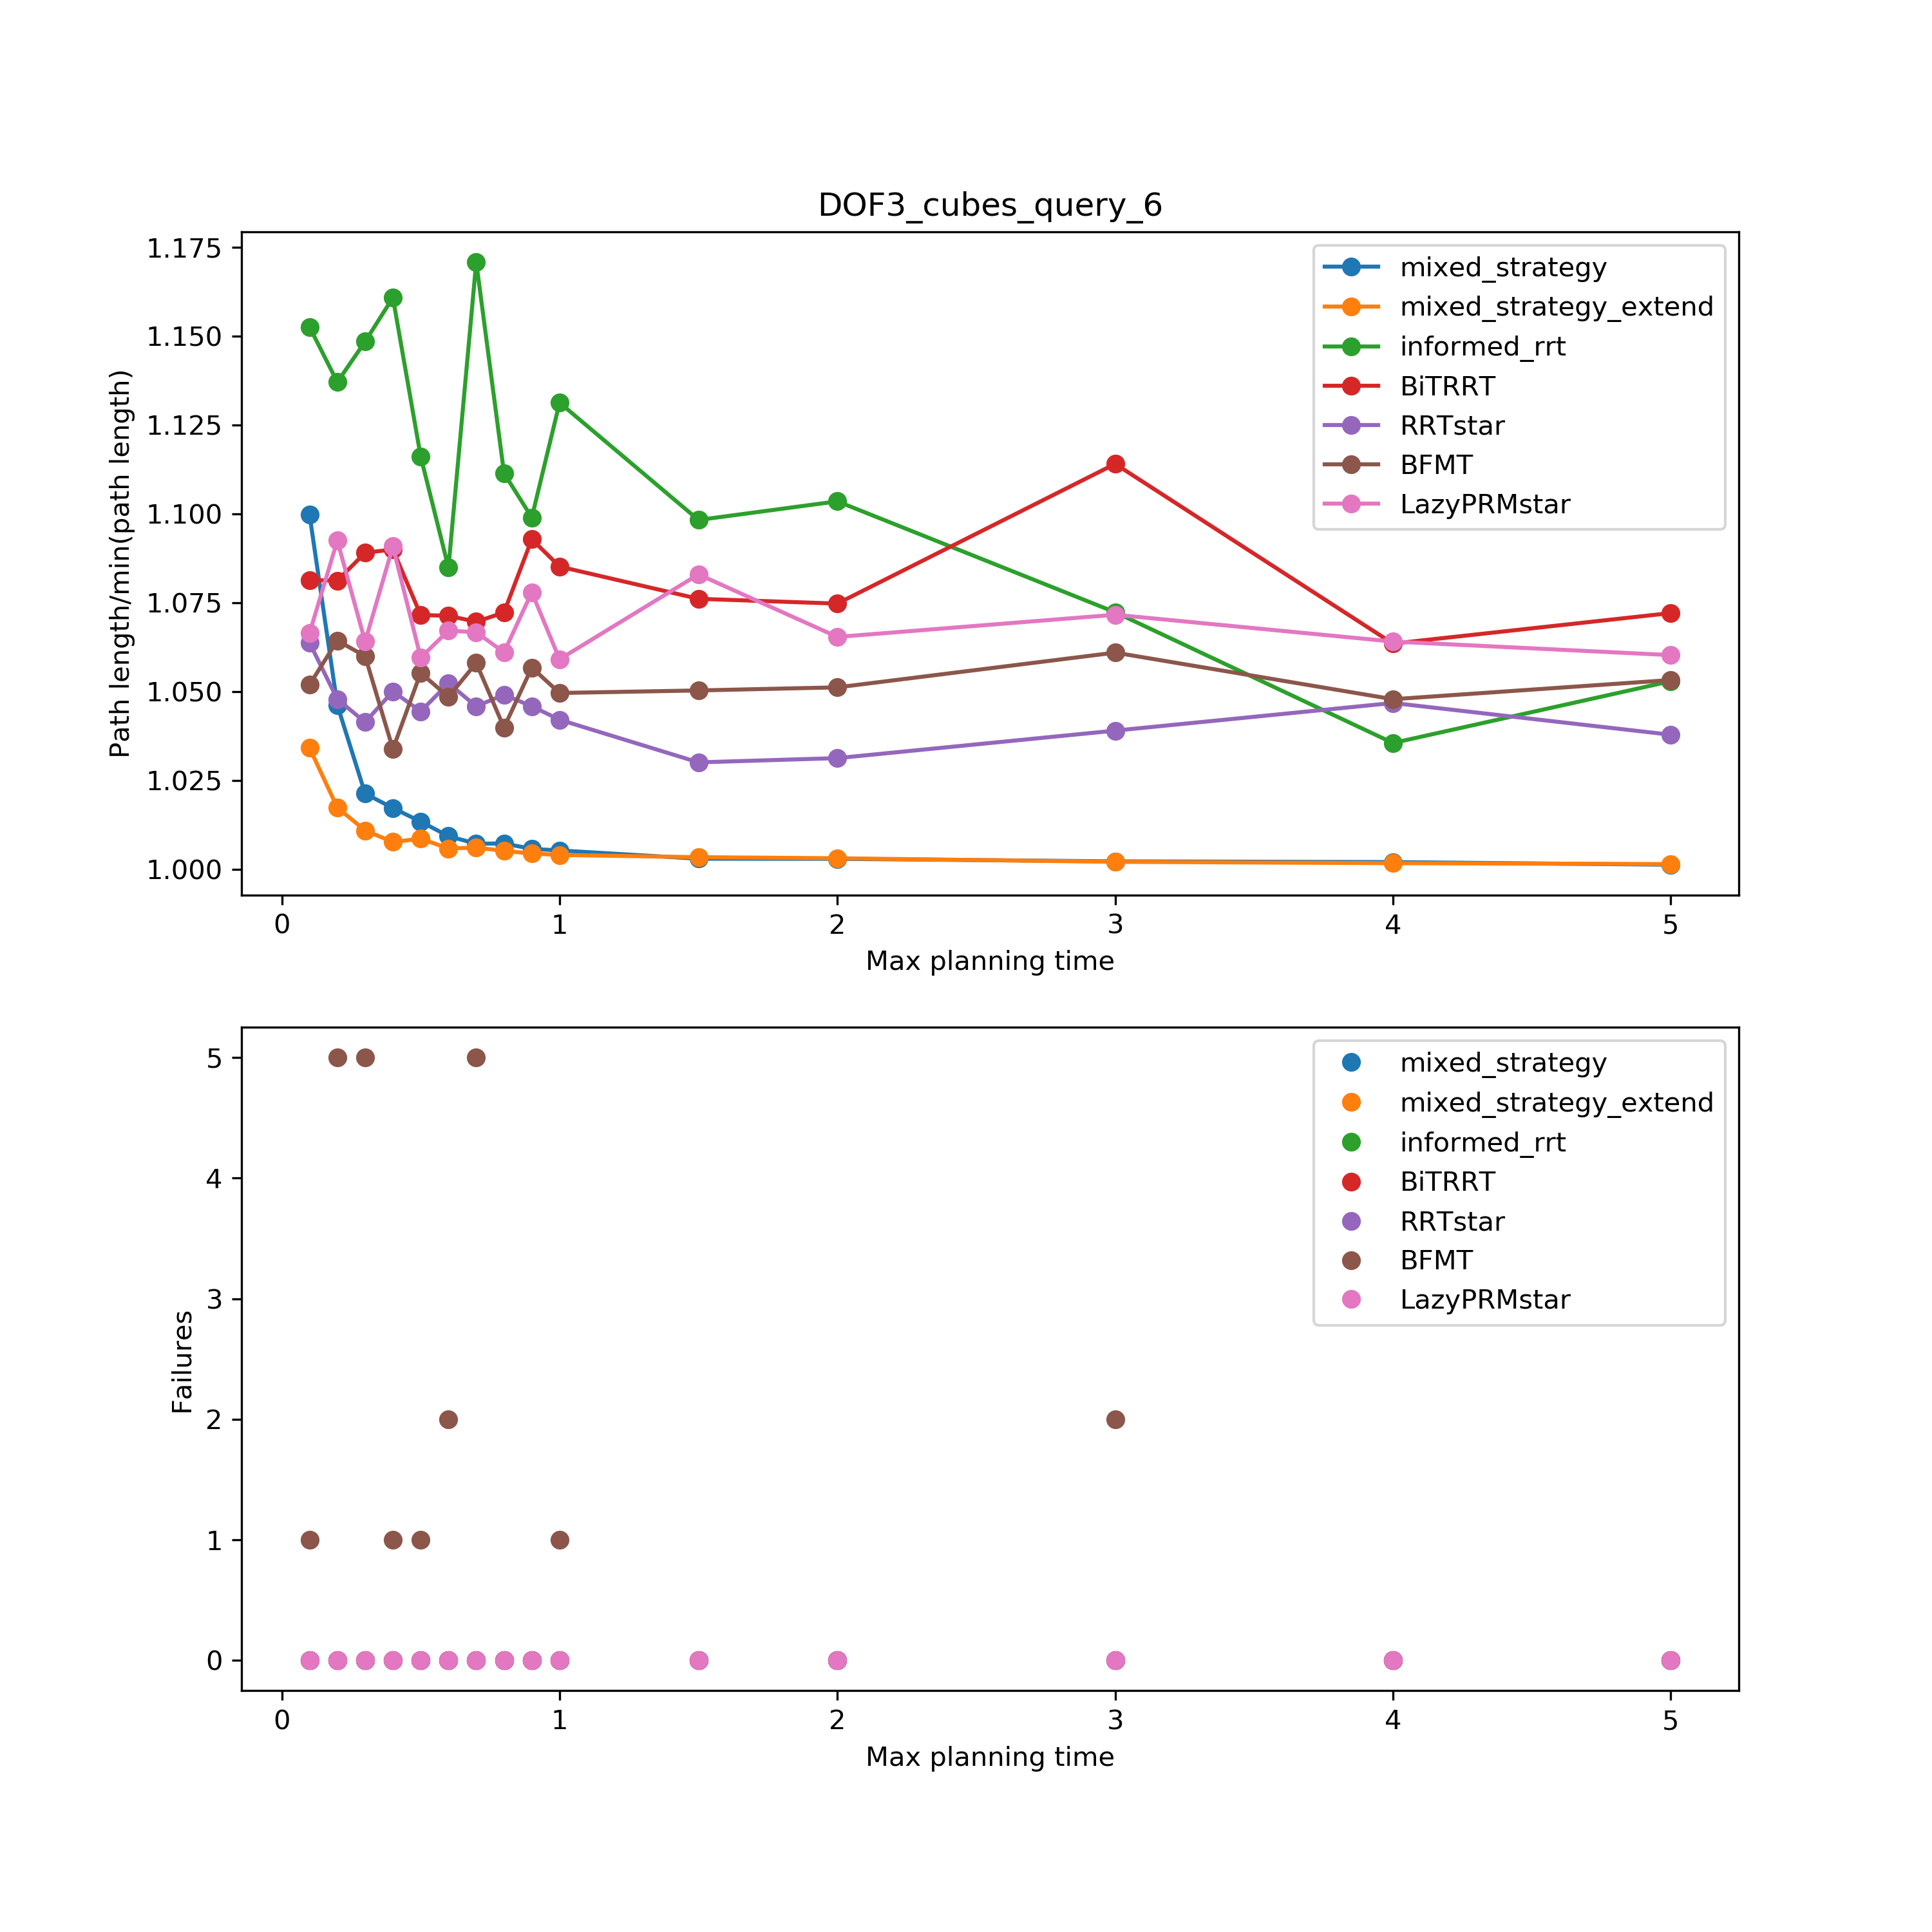 DOF3_cubes_query_6
1.175
1.150
1.125
1.100
1.075
1.050
1.025
1.000
Path length/min(path length)
mixed_strategy
mixed_strategy_extend
informed_rrt
BiTRRT
RRTstar
BFMT
LazyPRMstar
0 1 2 3 4 5
Max planning time
5
4
3
2
1
0
Failures
mixed_strategy
mixed_strategy_extend
informed_rrt
BiTRRT
RRTstar
BFMT
LazyPRMstar
0 1 2 3 4 5
Max planning time